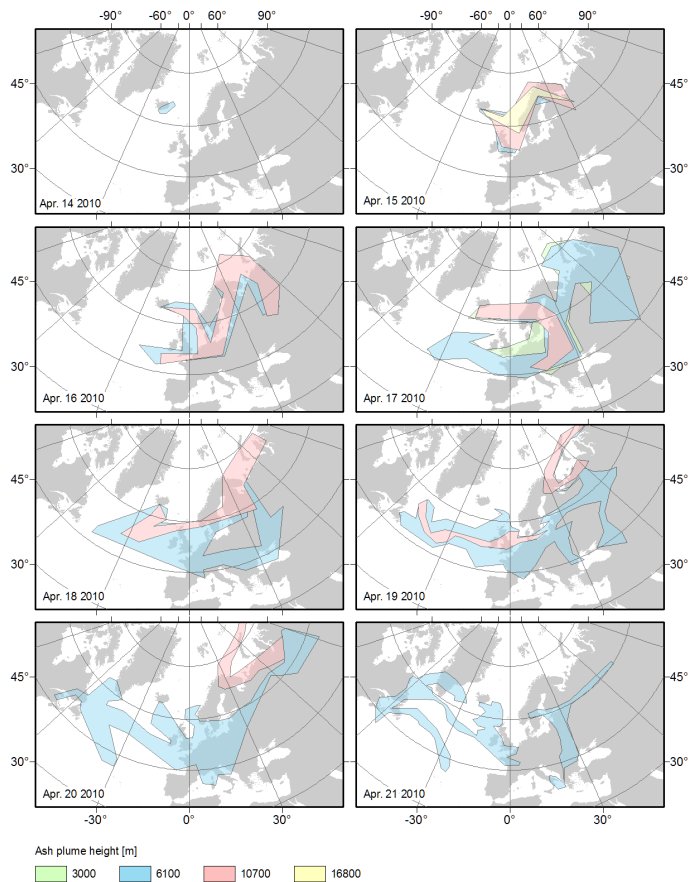 -90° -60° 0° 60° 90°
-90° -60° 0° 60° 90°
45° 45°
30° 30°
Apr. 14 2010
Apr. 15 2010
45° 45°
30° 30°
Apr. 16 2010
Apr. 17 2010
45° 45°
30° 30°
Apr. 18 2010
Apr. 19 2010
45° 45°
30° 30°
Apr. 20 2010
Apr. 21 2010
-30° 0° 30°
-30° 0° 30°
Ash plume height [m]
3000 6100 10700 16800